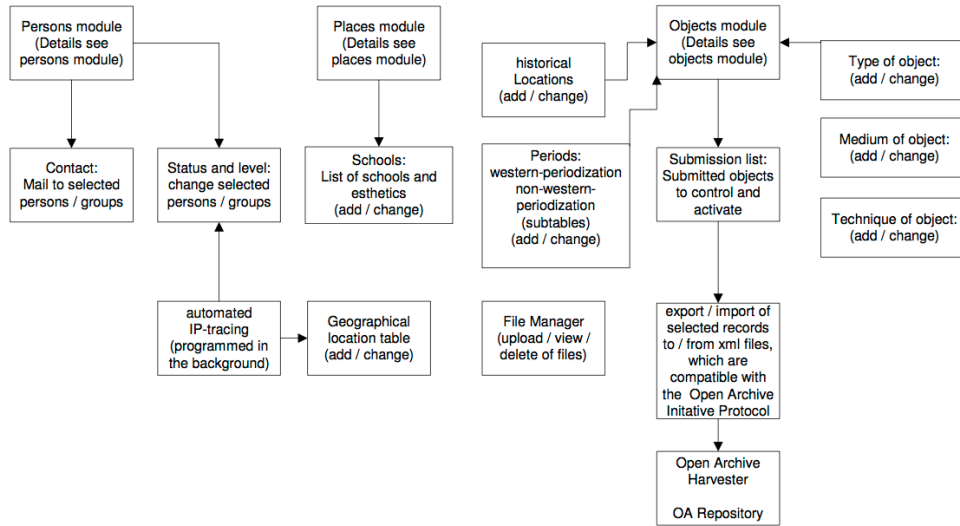 Persons module
(Details see
persons module)
Places module
(Details see
places module)
Objects module
(Details see
objects module)
historical
Locations
(add / change)
Type of object:
(add / change)
Contact:
Mail to selected
persons / groups
Status and level:
change selected
persons / groups
Schools:
List of schools and
esthetics
(add / change)
Periods:
western-periodization
non-western-
periodization
(subtables)
(add / change)
Submission list:
Submitted objects
to control and
activate
Medium of object:
(add / change)
Technique of object:
(add / change)
automated
IP-tracing
(programmed in
the background)
Geographical
location table
(add / change)
File Manager
(upload / view /
delete of files)
export / import of
selected records
to / from xml files,
which are
compatible with
the Open Archive
Initative Protocol
Open Archive
Harvester
OA Repository